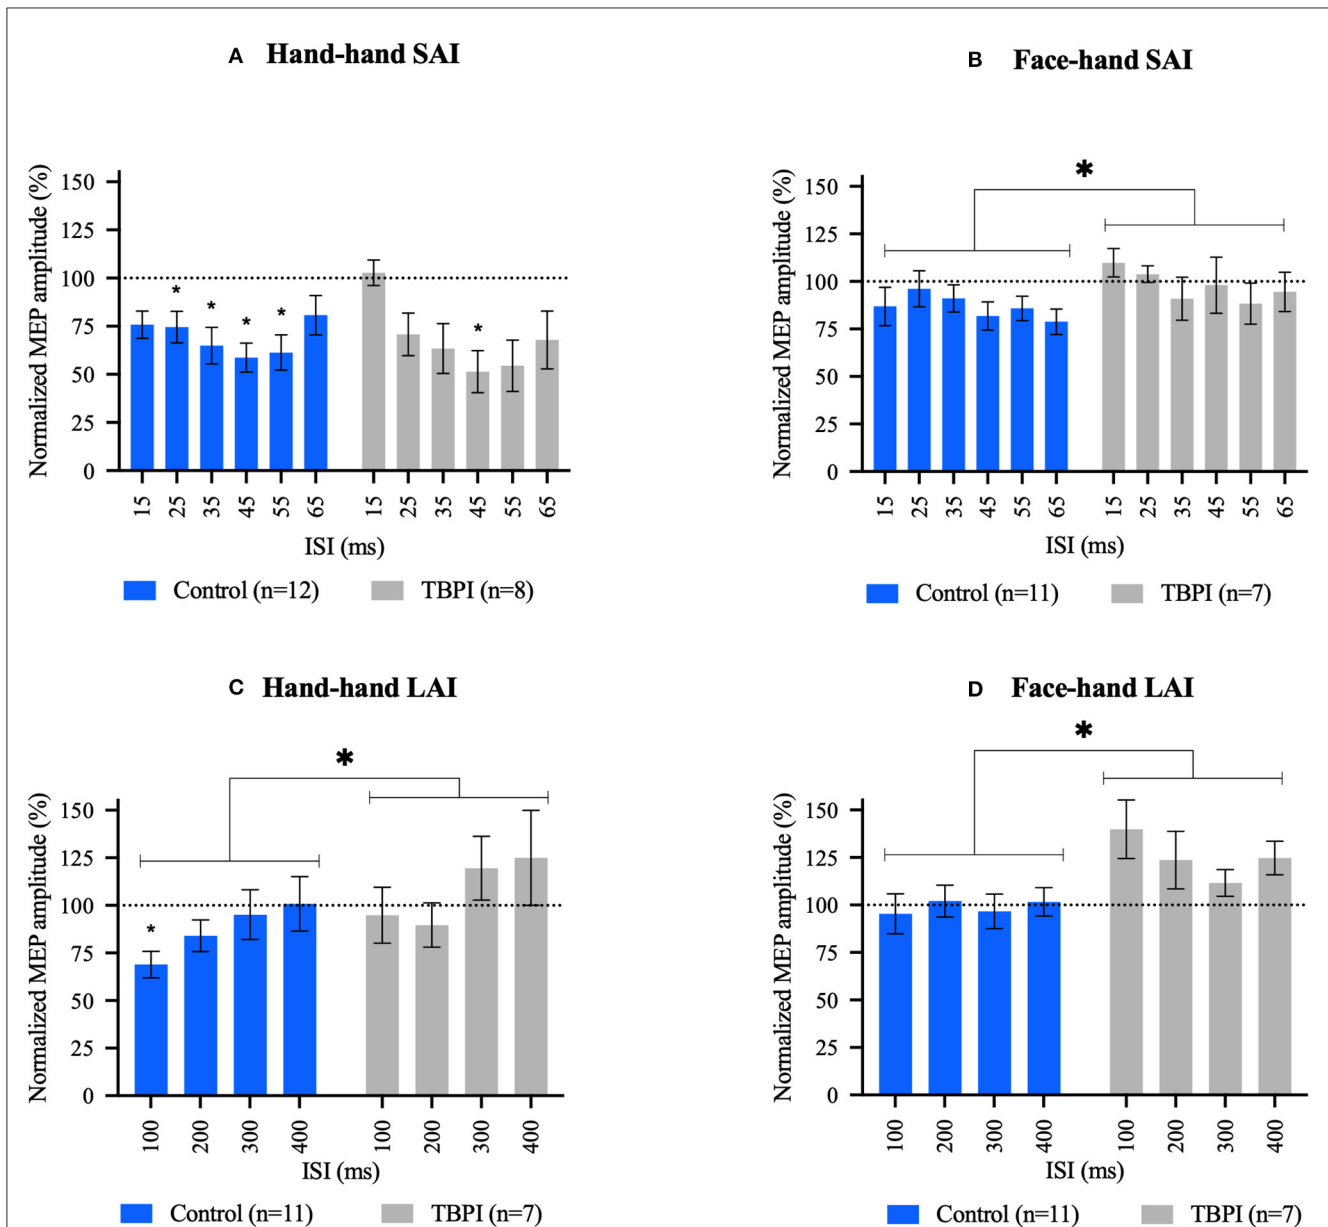 A Hand-hand SAI
Normalized MEP amplitude (%)
150
125
100
75
50
25
0
* * * * *
15 25 35 45 55 65 15 25 35 45 55 65
ISI (ms)
Control (n=12) TBPI (n=8)
B Face-hand SAI
*
Normalized MEP amplitude (%)
150
125
100
75
50
25
0
15 25 35 45 55 65 15 25 35 45 55 65
ISI (ms)
Control (n=11) TBPI (n=7)
C Hand-hand LAI
*
Normalized MEP amplitude (%)
150
125
100
75
50
25
0
*
100 200 300 400 100 200 300 400
ISI (ms)
Control (n=11) TBPI (n=7)
D Face-hand LAI
*
Normalized MEP amplitude (%)
150
125
100
75
50
25
0
100 200 300 400 100 200 300 400
ISI (ms)
Control (n=11) TBPI (n=7)